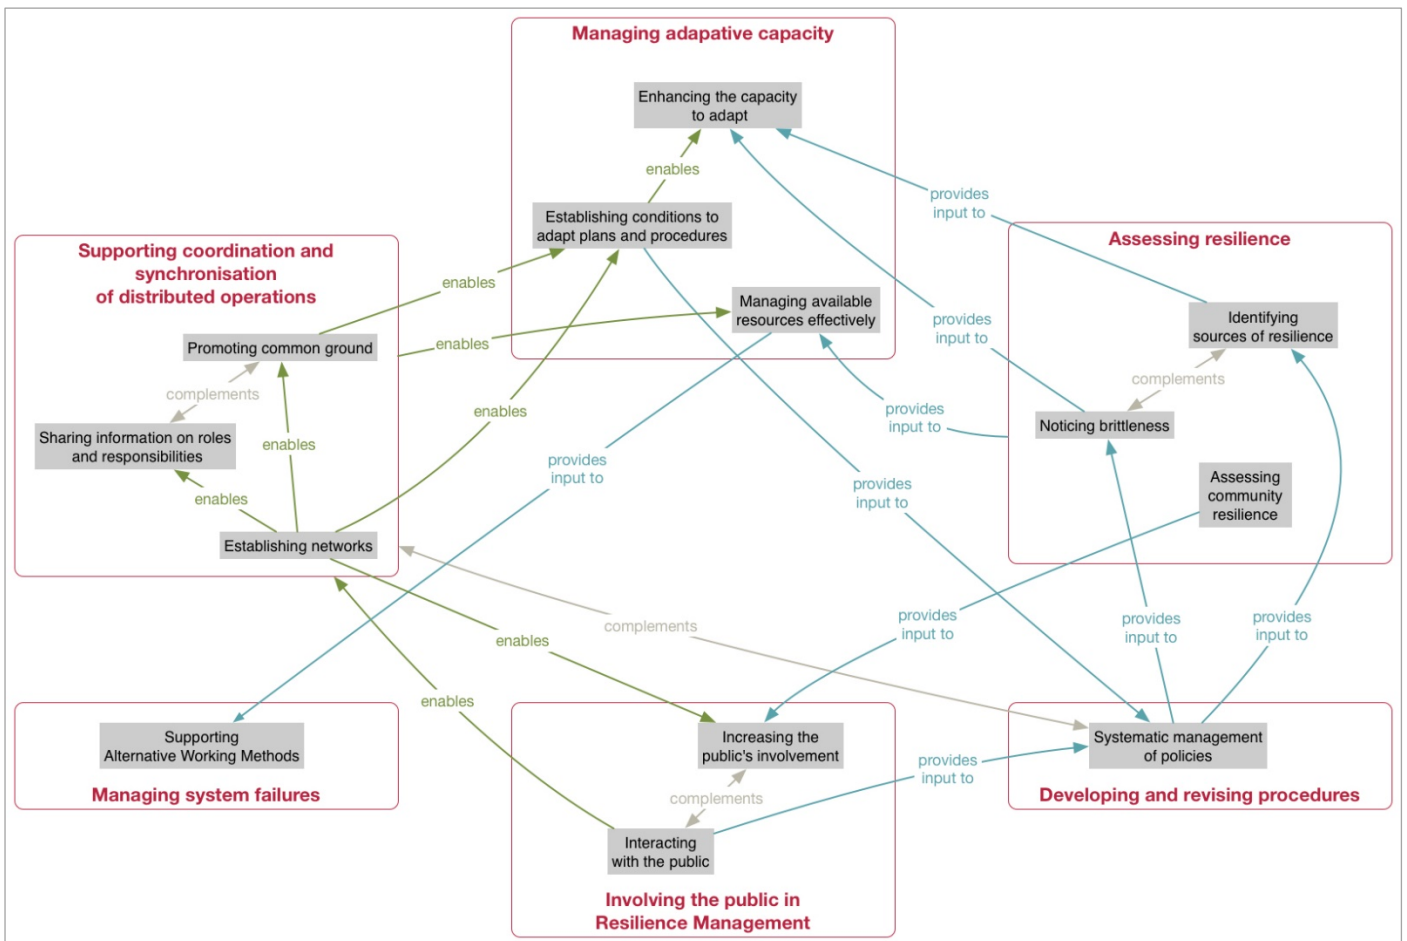 Managing adapative capacity
Enhancing the capacity
to adapt
enables
provides
input to
Establishing conditions to
adapt plans and procedures
Assessing resilience
Supporting coordination and
synchronisation
of distributed operations
enables
Managing available
resources effectively
Identifying
sources of resilience
provides
input to
Promoting common ground
enables
complements
complements
enables
provides
input to
Noticing brittleness
Sharing information on roles
and responsibilities
enables
provides
input to
Assessing
community
resilience
provides
input to
enables
Establishing networks
complements
provides
input to
provides
input to
provides
input to
enables
enables
Supporting
Alternative Working Methods
Managing system failures
Increasing the
public's involvement
complements
Interacting
with the public
Involving the public in
Resilience Management
provides
input to
Systematic management
of policies
Developing and revising procedures